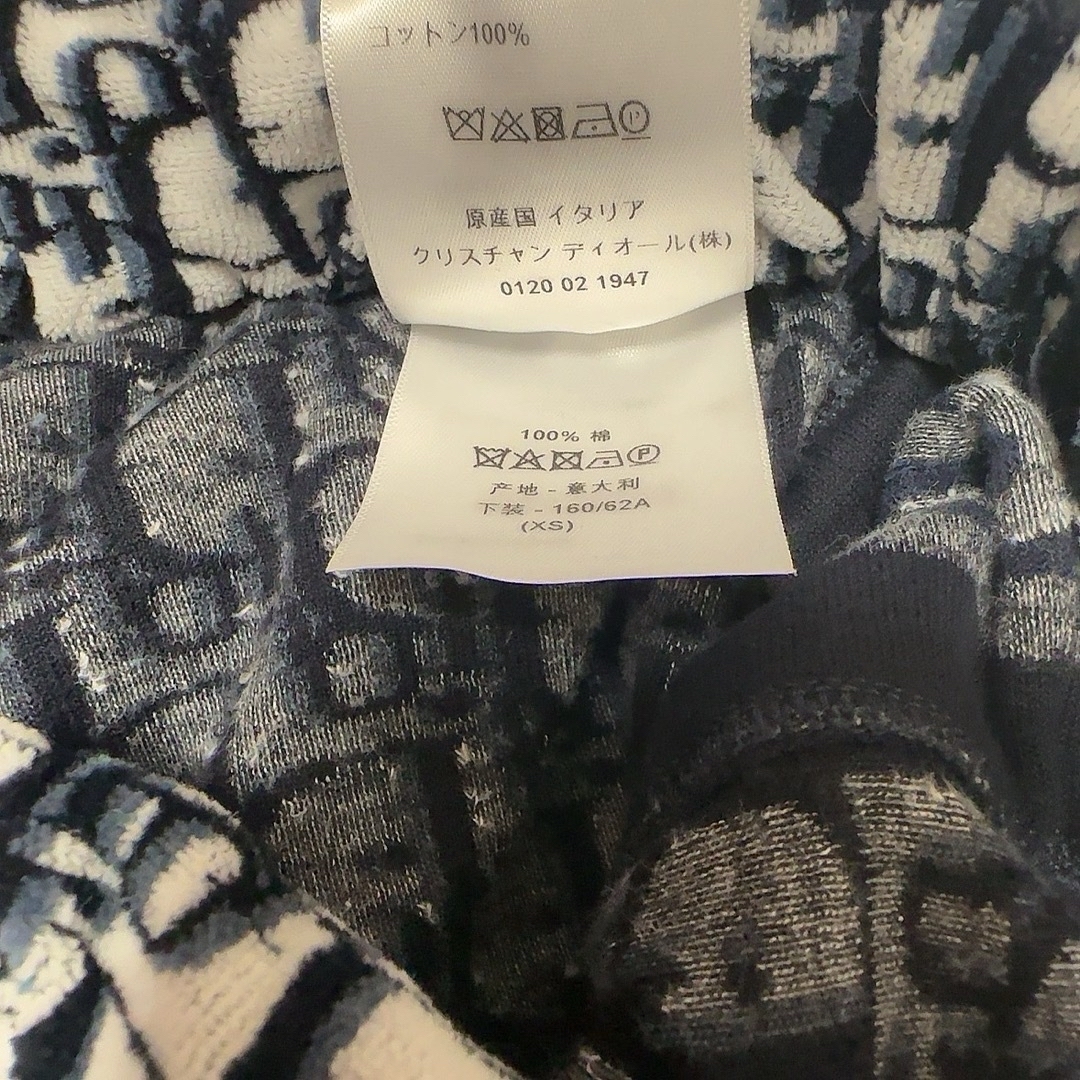 コットン100%
原産国 イタリア
クリスチャン ディオール(株)
0120 02 1947
100% 棉
P
产地 - 意大利
下装 - 160/62A
(XS)